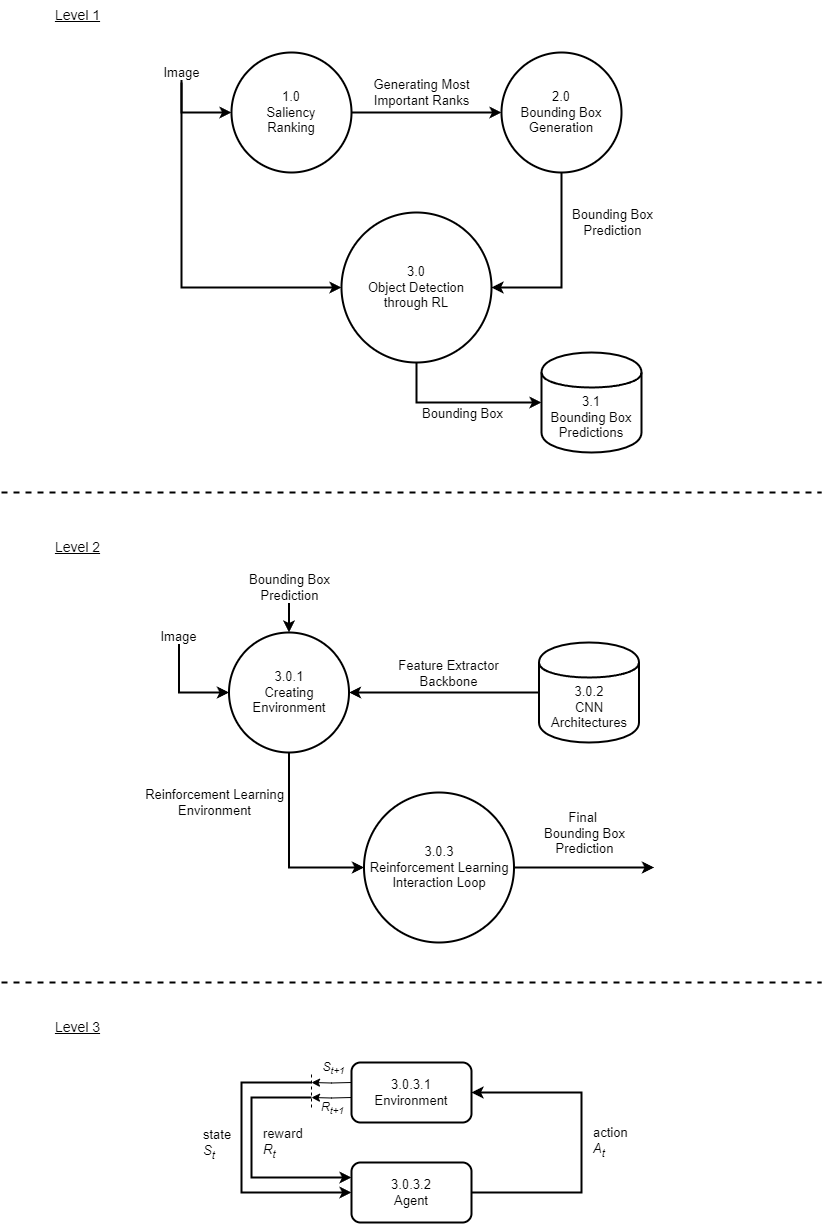 Level 1
Image
1.0
Saliency
Ranking
Generating Most
Important Ranks
2.0
Bounding Box
Generation
Bounding Box
Prediction
3.0
Object Detection
through RL
Bounding Box
3.1
Bounding Box
Predictions
Level 2
Bounding Box
Prediction
Image
3.0.1
Creating
Environment
Feature Extractor
Backbone
3.0.2
CNN
Architectures
Reinforcement Learning
Environment
3.0.3
Reinforcement Learning
Interaction Loop
Final
Bounding Box
Prediction
Level 3
S_{t+1}
R_{t+1}
3.0.3.1
Environment
state
S_t
reward
R_t
action
A_t
3.0.3.2
Agent